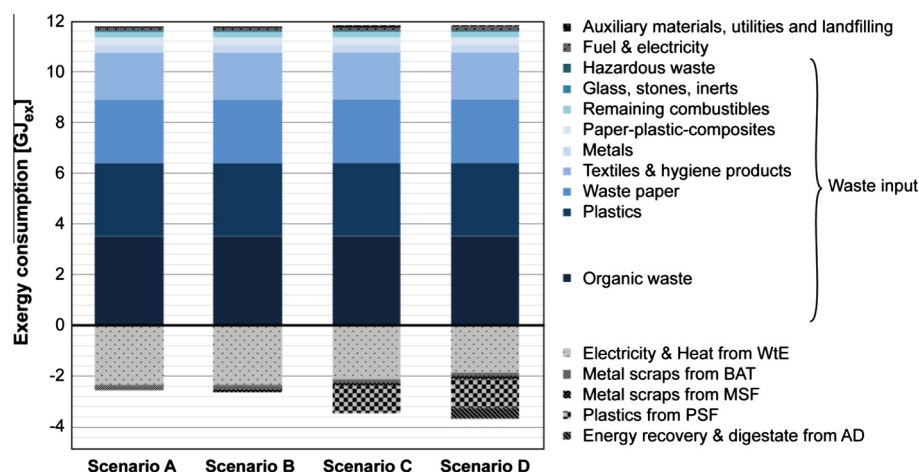 Exergy consumption [GJex]
12
10
8
6
4
2
0
-2
-4
Scenario A
Scenario B
Scenario C
Scenario D
Auxiliary materials, utilities and landfilling
Fuel & electricity
Hazardous waste
Glass, stones, inerts
Remaining combustibles
Paper-plastic-composites
Metals
Textiles & hygiene products
Waste paper
Plastics
Organic waste
Waste input
Electricity & Heat from WtE
Metal scraps from BAT
Metal scraps from MSF
Plastics from PSF
Energy recovery & digestate from AD